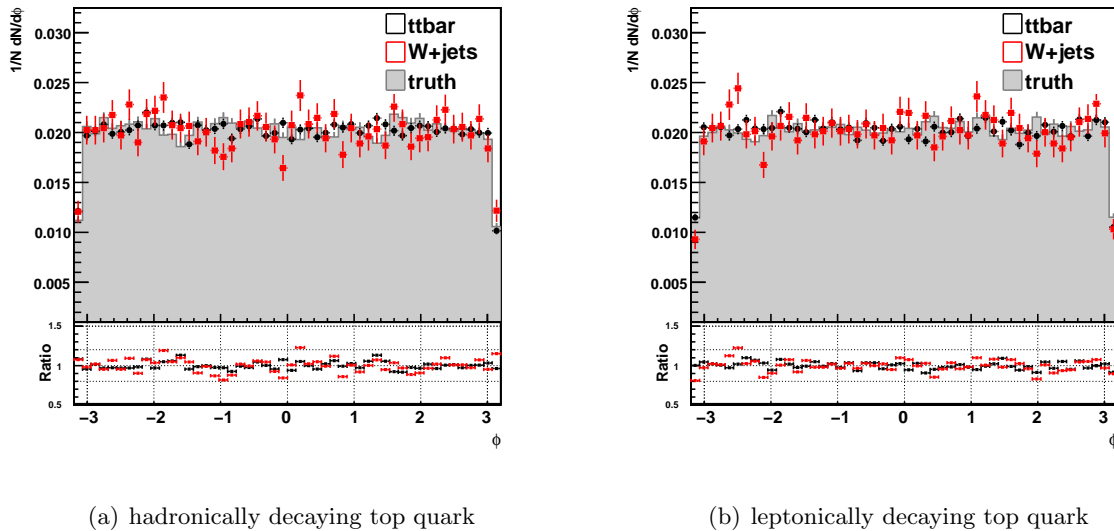 1/N dN/dφ
0.030
0.025
0.020
0.015
0.010
0.005
ttbar
W+jets
truth
Ratio
1.5
1
0.5
−3 −2 −1 0 1 2 3
φ
(a) hadronically decaying top quark
1/N dN/dφ
0.030
0.025
0.020
0.015
0.010
0.005
ttbar
W+jets
truth
Ratio
1.5
1
0.5
−3 −2 −1 0 1 2 3
φ
(b) leptonically decaying top quark